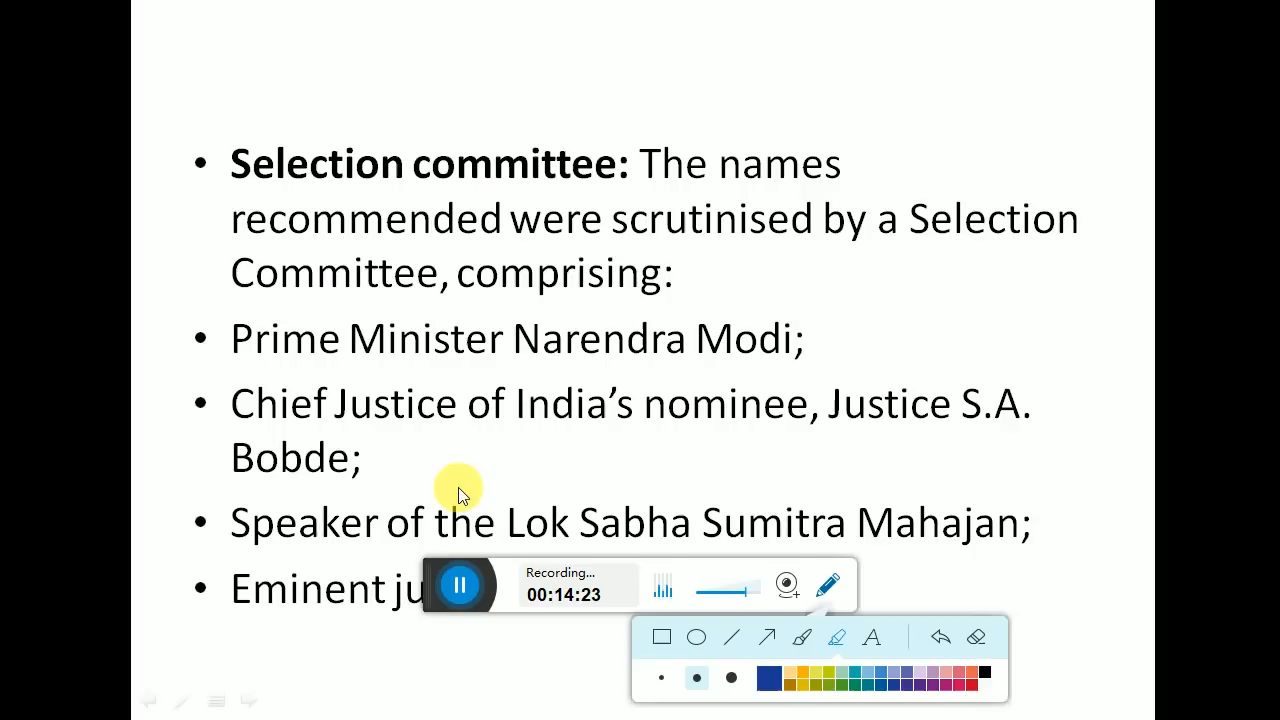 • Selection committee: The names
recommended were scrutinised by a Selection
Committee, comprising:
• Prime Minister Narendra Modi;
• Chief Justice of India’s nominee, Justice S.A.
Bobde;
• Speaker of the Lok Sabha Sumitra Mahajan;
• Eminent
Recording...
00:14:23
A